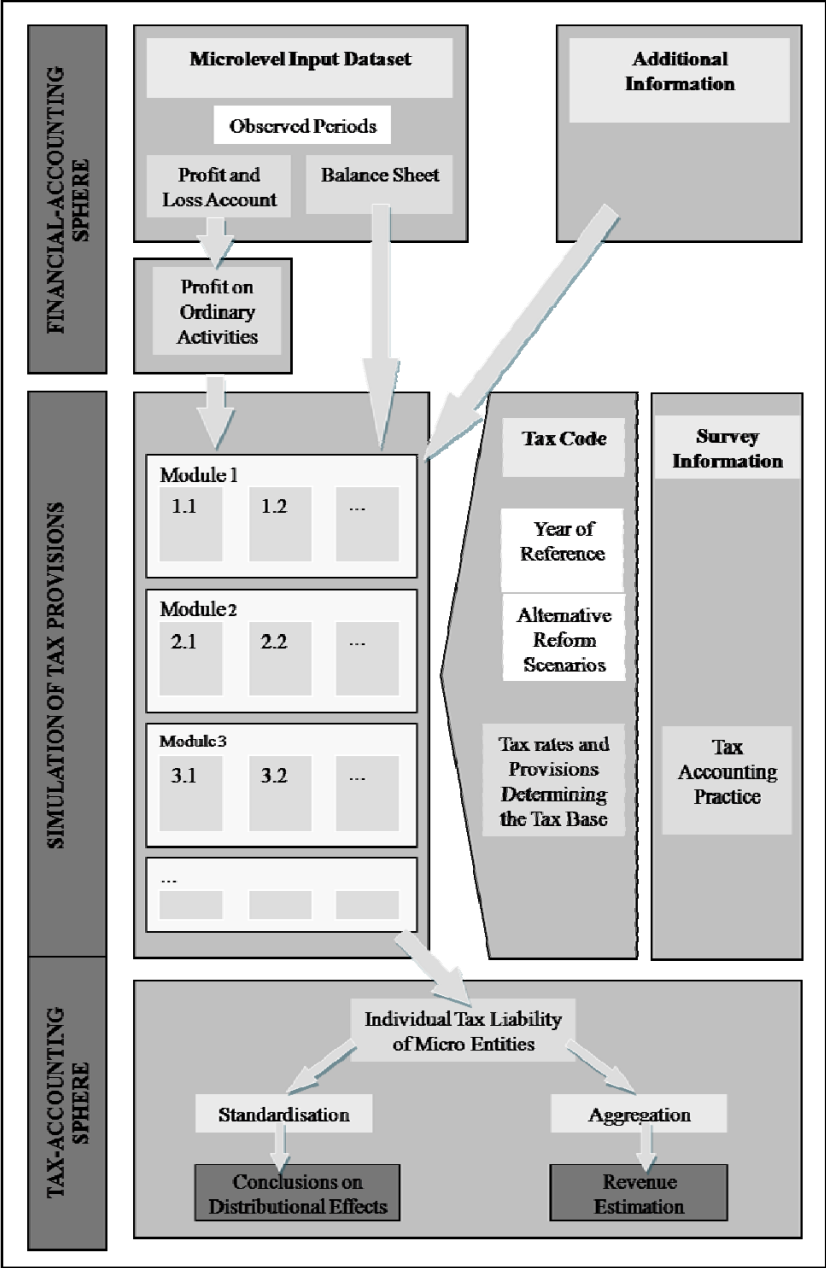 FINANCIAL-ACCOUNTING
SPHERE
Microlevel Input Dataset
Observed Periods
Profit and
Loss Account
Balance Sheet
Additional
Information
Profit on
Ordinary
Activities
SIMULATION OF TAX PROVISIONS
Module 1
1.1
1.2
...
Module 2
2.1
2.2
...
Module 3
3.1
3.2
...
...
Tax Code
Year of
Reference
Alternative
Reform
Scenarios
Tax rates and
Provisions
Determining
the Tax Base
Survey
Information
Tax
Accounting
Practice
TAX-ACCOUNTING
SPHERE
Individual Tax Liability
of Micro Entities
Standardisation
Aggregation
Conclusions on
Distributional Effects
Revenue
Estimation